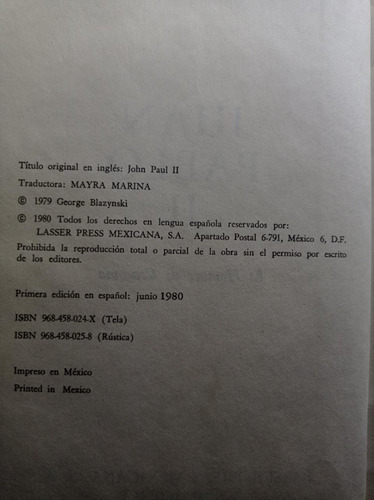 Título original en inglés: John Paul II
Traductora: MAYRA MARINA
© 1979 George Blazynski
© 1980 Todos los derechos en lengua española reservados por:
LASSER PRESS MEXICANA, S.A. Apartado Postal 6-791, México 6, D.F.
Prohibida la reproducción total o parcial de la obra sin el permiso por escrito
de los editores.
Primera edición en español: junio 1980
ISBN 968-458-024-X (Tela)
ISBN 968-458-025-8 (Rústica)
Impreso en México
Printed in Mexico